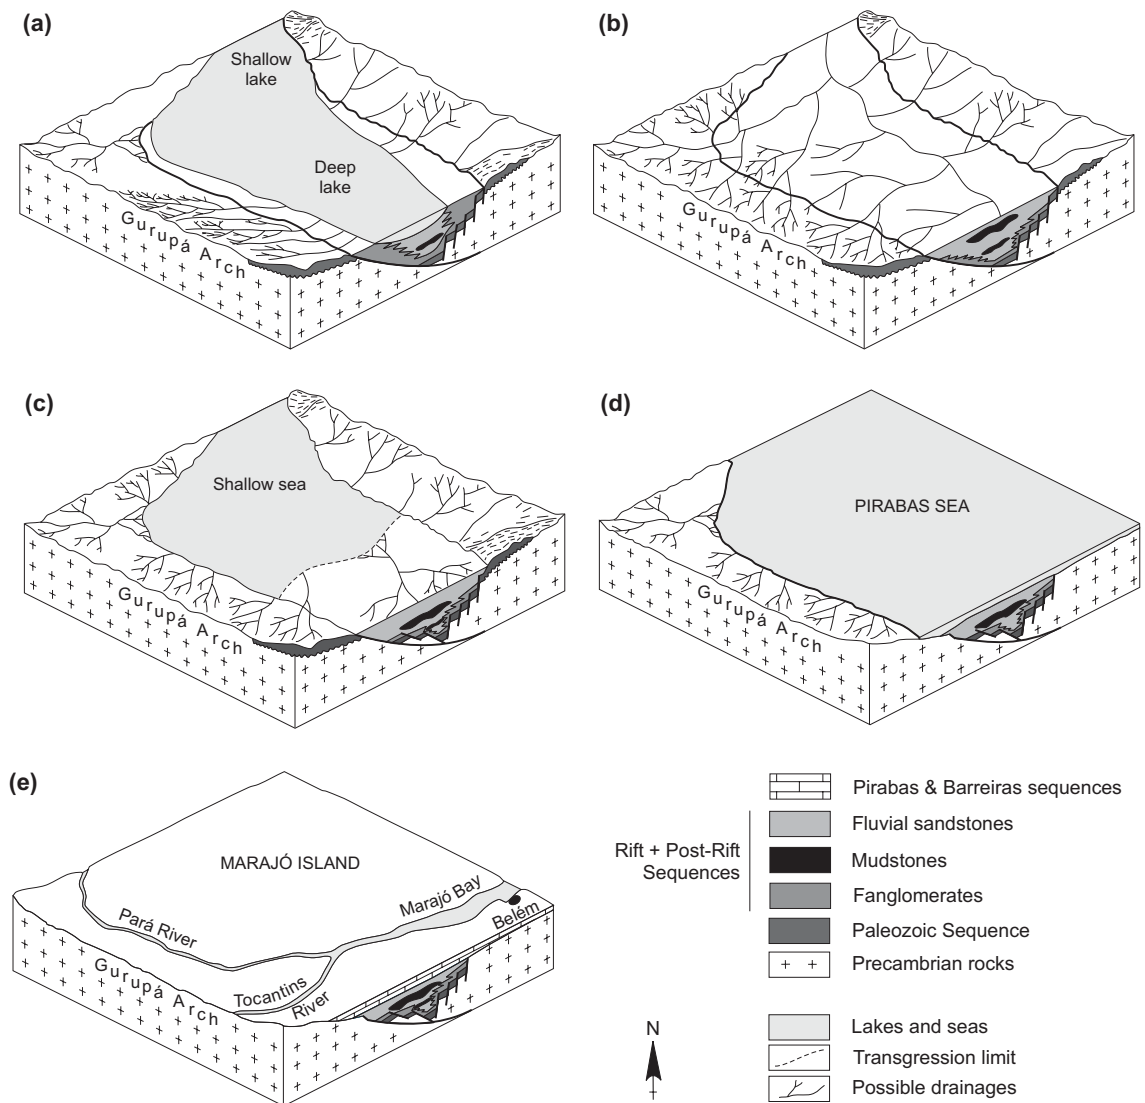 (a)
Shallow
lake
Deep
lake
Gurupá Arch
(b)
Gurupá Arch
(c)
Shallow sea
Gurupá Arch
(d)
PIRABAS SEA
(e)
MARAJÓ ISLAND
Marajó Bay
Belém
Pará River
Tocantins
River
Gurupá Arch
Pirabas & Barreiras sequences
Rift + Post-Rift
Sequences
Fluvial sandstones
Mudstones
Fanglomerates
Paleozoic Sequence
Precambrian rocks
N
Lakes and seas
Transgression limit
Possible drainages